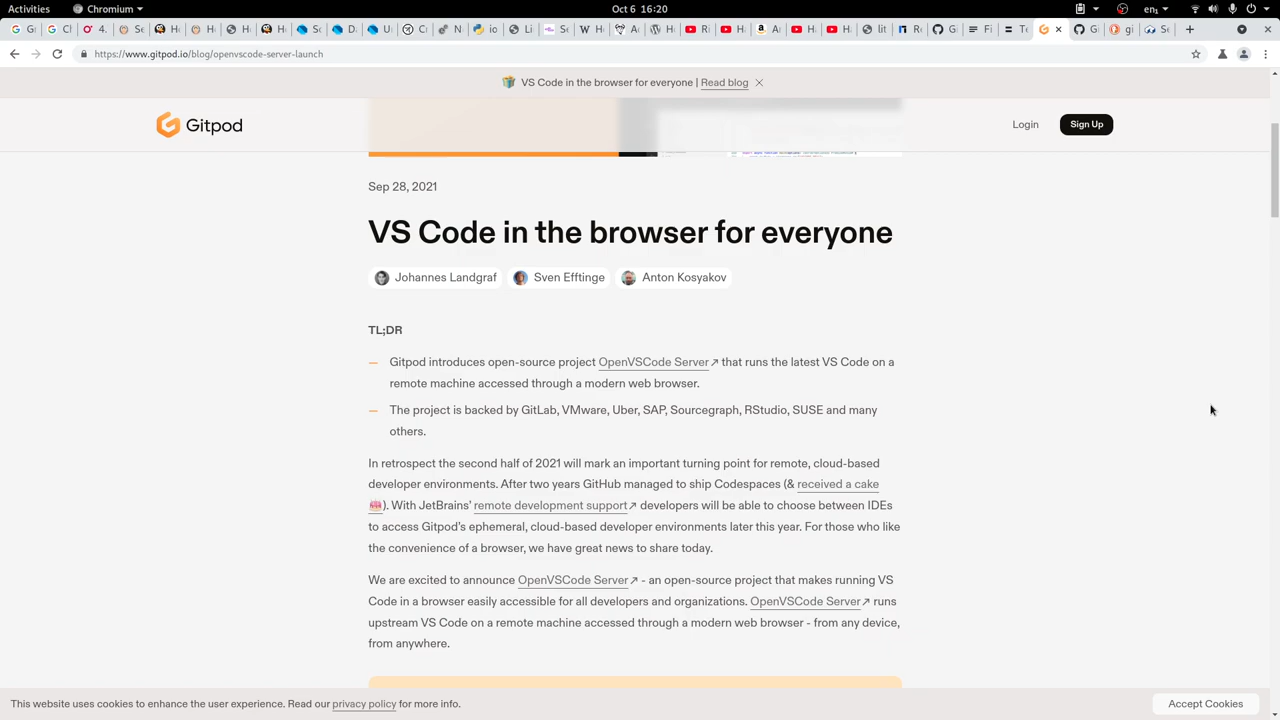 Activities
Chromium
Oct 6 16:20
en
https://www.gitpod.io/blog/openvscode-server-launch
VS Code in the browser for everyone | Read blog
Gitpod
Login
Sign Up
Sep 28, 2021
VS Code in the browser for everyone
Johannes Landgraf
Sven Efftinge
Anton Kosyakov
TL;DR
— Gitpod introduces open-source project OpenVSCode Server↗ that runs the latest VS Code on a
remote machine accessed through a modern web browser.
— The project is backed by GitLab, VMware, Uber, SAP, Sourcegraph, RStudio, SUSE and many
others.
In retrospect the second half of 2021 will mark an important turning point for remote, cloud-based
developer environments. After two years GitHub managed to ship Codespaces (& received a cake
🎂). With JetBrains’ remote development support↗ developers will be able to choose between IDEs
to access Gitpod’s ephemeral, cloud-based developer environments later this year. For those who like
the convenience of a browser, we have great news to share today.
We are excited to announce OpenVSCode Server↗ - an open-source project that makes running VS
Code in a browser easily accessible for all developers and organizations. OpenVSCode Server↗ runs
upstream VS Code on a remote machine accessed through a modern web browser - from any device,
from anywhere.
This website uses cookies to enhance the user experience. Read our privacy policy for more info.
Accept Cookies